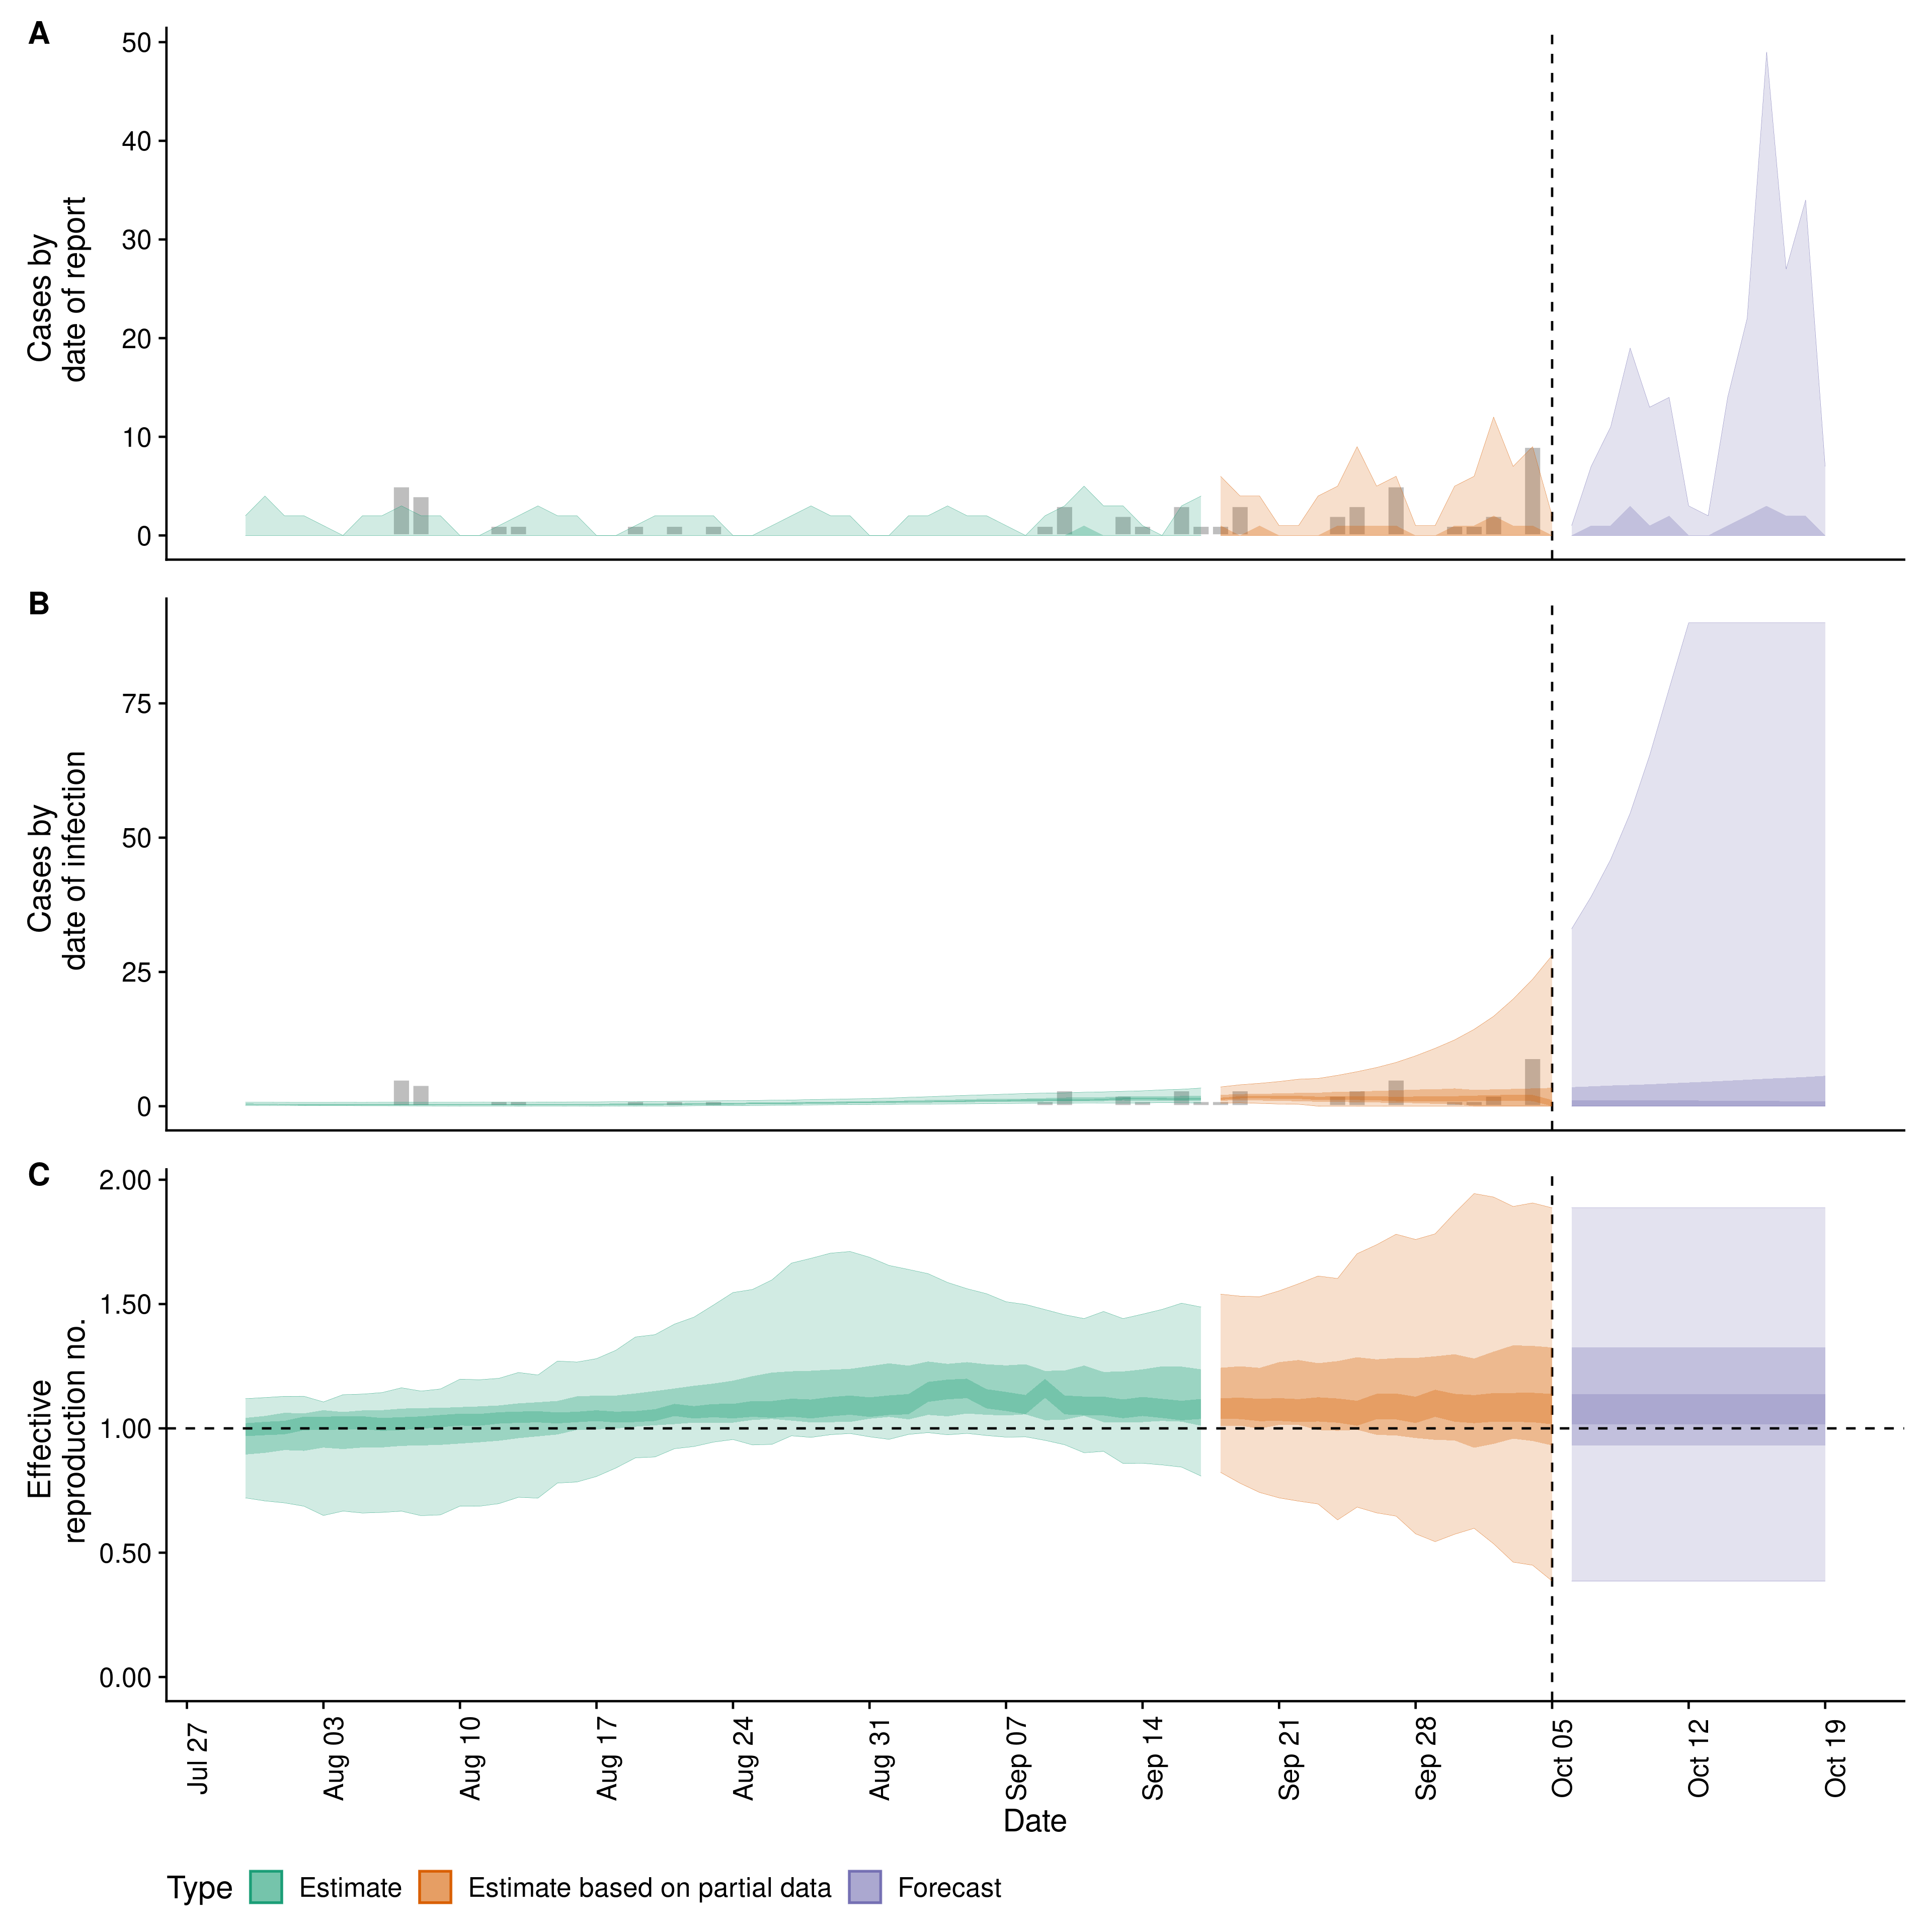 A
Cases by
date of report
50
40
30
20
10
0
B
Cases by
date of infection
75
50
25
0
C
Effective
reproduction no.
2.00
1.50
1.00
0.50
0.00
Jul 27
Aug 03
Aug 10
Aug 17
Aug 24
Aug 31
Sep 07
Sep 14
Sep 21
Sep 28
Oct 05
Oct 12
Oct 19
Date
Type Estimate Estimate based on partial data Forecast